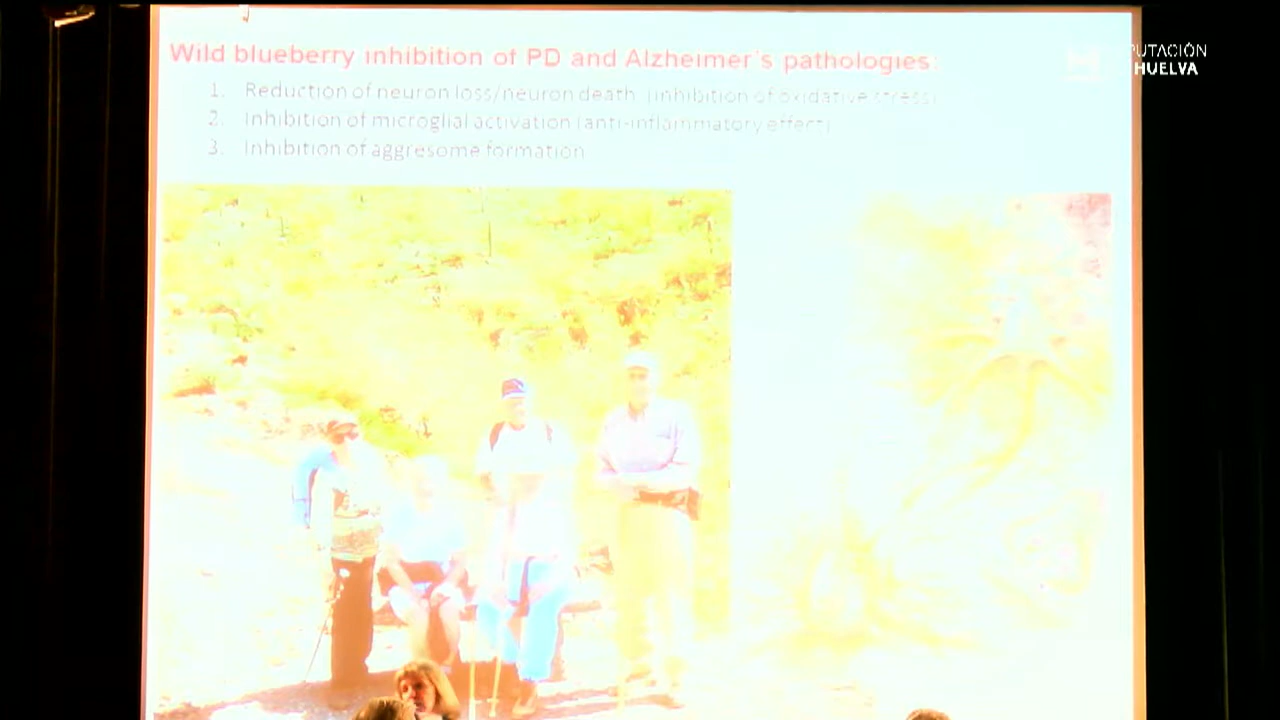 Wild blueberry inhibition of PD and Alzheimer's pathologies:
1. Reduction of neuron loss/neuron death (inhibition of oxidative stress)
2. Inhibition of microglial activation (anti-inflammatory effect)
3. Inhibition of aggresome formation
PUTACIÓN
HUELVA